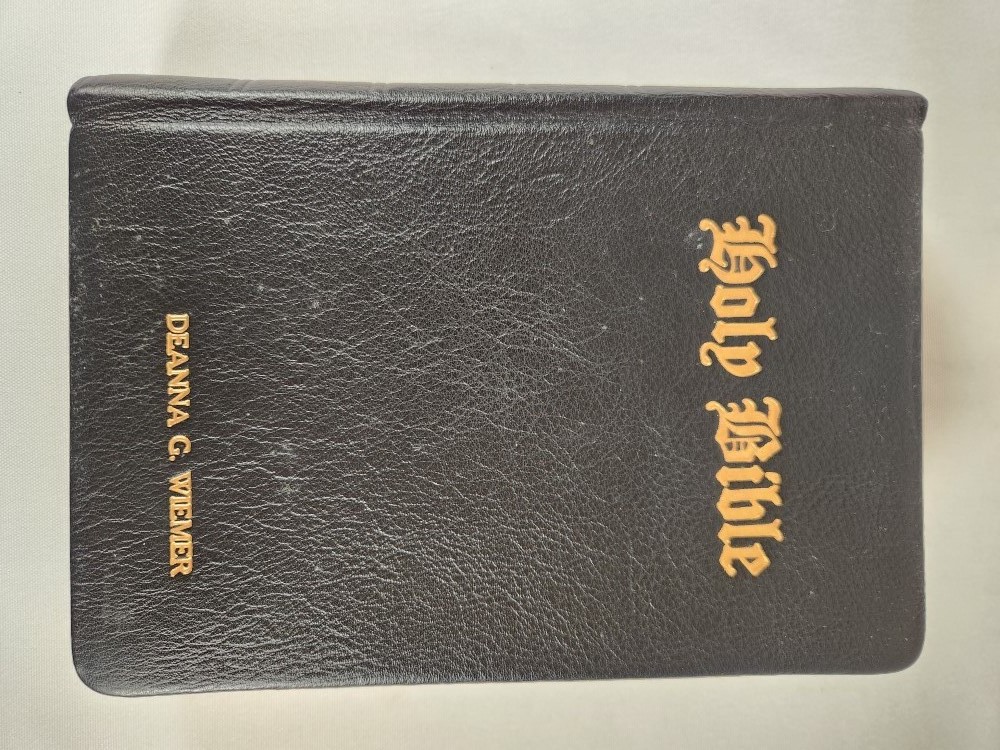 Holy Bible
DEANNA G. WIEMER